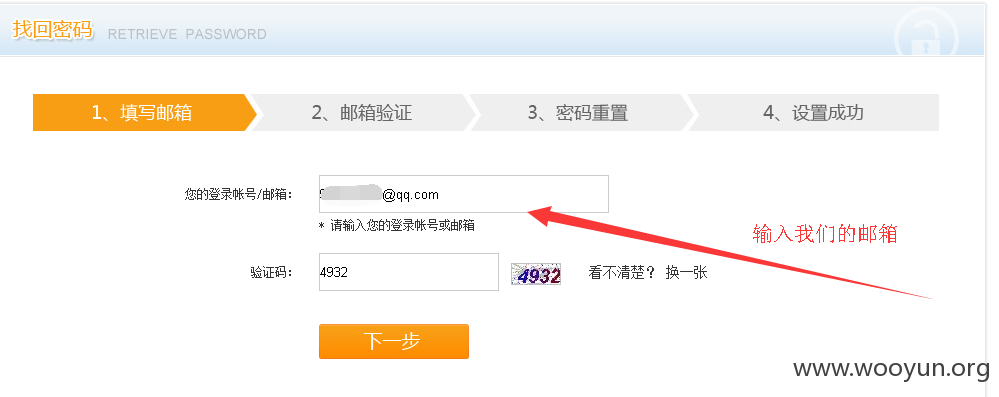 找回密码 RETRIEVE PASSWORD
1、填写邮箱 2、邮箱验证 3、密码重置 4、设置成功
您的登录帐号/邮箱： @qq.com
* 请输入您的登录帐号或邮箱
输入我们的邮箱
验证码： 4932 4932 看不清楚？ 换一张
下一步
www.wooyun.org